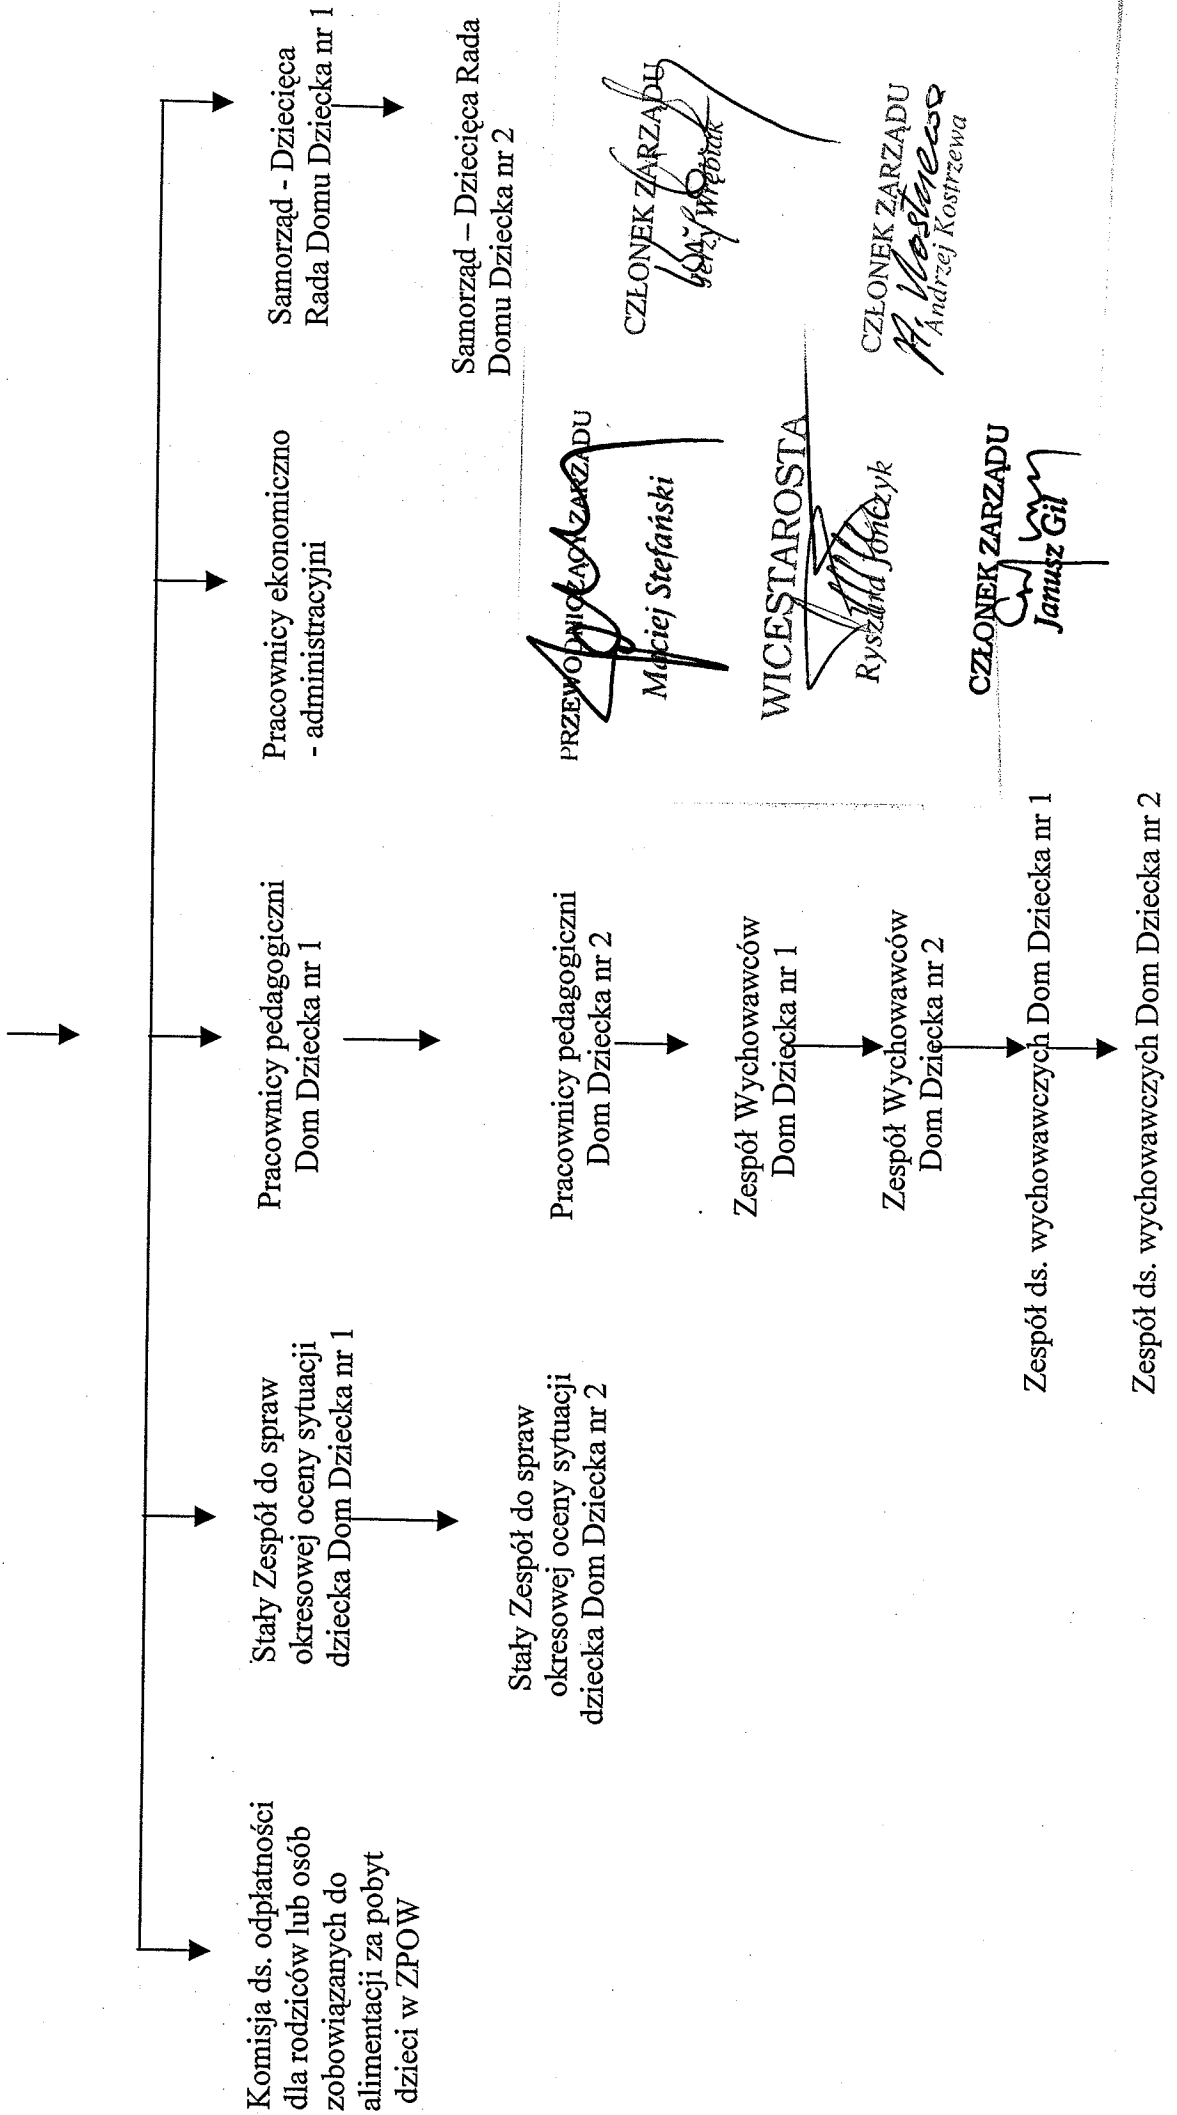 Komisja ds. odpłatności
dla rodziców lub osób
zobowiązanych do
alimentacji za pobyt
dzieci w ZPOW
Stały Zespół do spraw
okresowej oceny sytuacji
dziecka Dom Dziecka nr 1
Stały Zespół do spraw
okresowej oceny sytuacji
dziecka Dom Dziecka nr 2
Pracownicy pedagogiczni
Dom Dziecka nr 1
Pracownicy pedagogiczni
Dom Dziecka nr 2
Zespół Wychowawców
Dom Dziecka nr 1
Zespół Wychowawców
Dom Dziecka nr 2
Zespół ds. wychowawczych Dom Dziecka nr 1
Zespół ds. wychowawczych Dom Dziecka nr 2
Pracownicy ekonomiczno
- administracyjni
Samorząd - Dziecięca
Rada Domu Dziecka nr 1
Samorząd – Dziecięca Rada
Domu Dziecka nr 2
PRZEWODNICZĄCY ZARZĄDU
Maciej Stefański
WICESTAROSTA
Ryszard Jończyk
CZŁONEK ZARZĄDU
Janusz Gil
CZŁONEK ZARZĄDU
Jerzy Wrębiak
CZŁONEK ZARZĄDU
A. Kostrzewa
Andrzej Kostrzewa